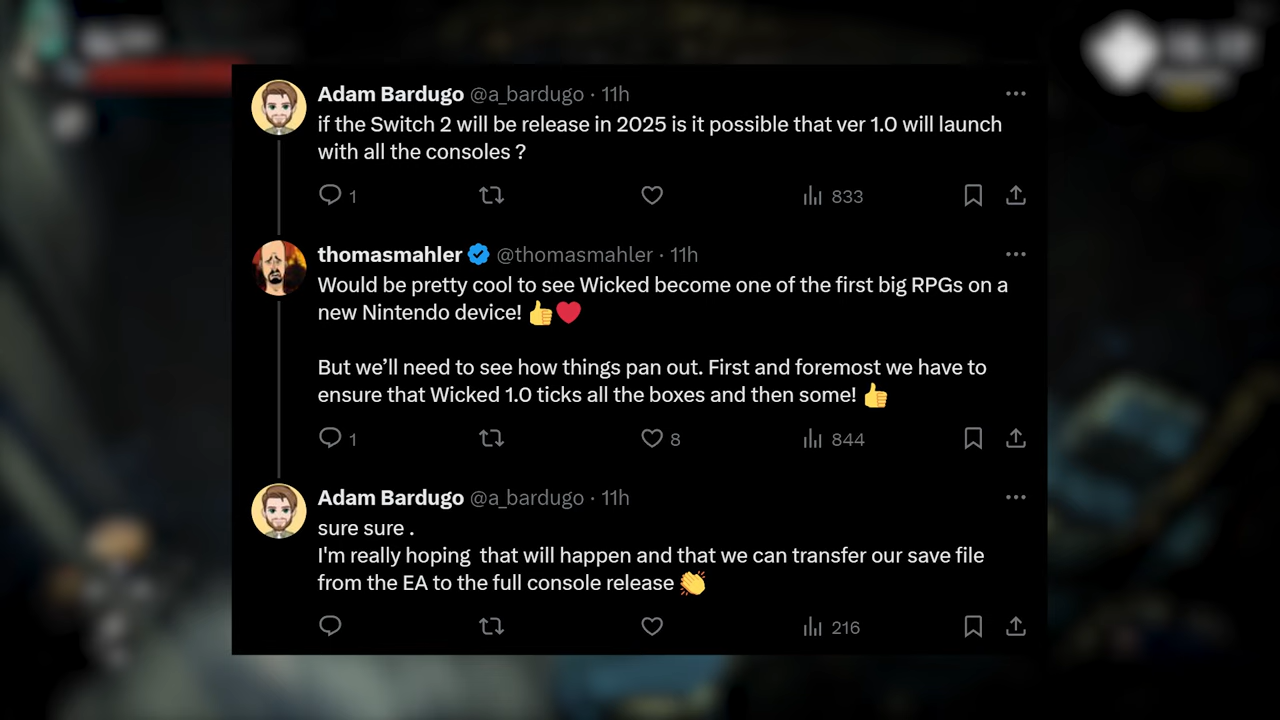 Adam Bardugo @a_bardugo · 11h
if the Switch 2 will be release in 2025 is it possible that ver 1.0 will launch
with all the consoles ?
1 833
thomasmahler @thomasmahler · 11h
Would be pretty cool to see Wicked become one of the first big RPGs on a
new Nintendo device! 👍❤️
But we’ll need to see how things pan out. First and foremost we have to
ensure that Wicked 1.0 ticks all the boxes and then some! 👍
1 8 844
Adam Bardugo @a_bardugo · 11h
sure sure .
I'm really hoping  that will happen and that we can transfer our save file
from the EA to the full console release 👏
216